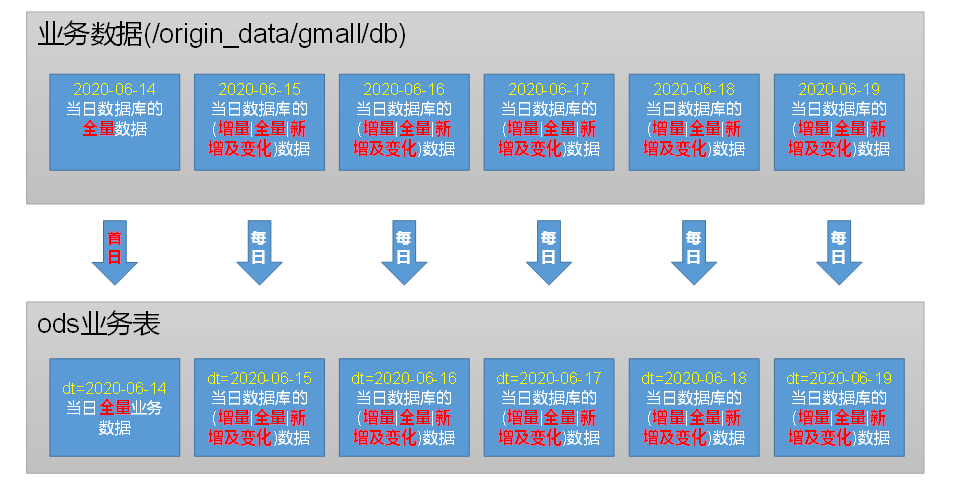 业务数据(/origin_data/gmall/db)
2020-06-14
当日数据库的
全量数据
2020-06-15
当日数据库的
(增量|全量|新
增及变化)数据
2020-06-16
当日数据库的
(增量|全量|新
增及变化)数据
2020-06-17
当日数据库的
(增量|全量|新
增及变化)数据
2020-06-18
当日数据库的
(增量|全量|新
增及变化)数据
2020-06-19
当日数据库的
(增量|全量|新
增及变化)数据
首
日
每
日
每
日
每
日
每
日
每
日
ods业务表
dt=2020-06-14
当日全量业务
数据
dt=2020-06-15
当日数据库的
(增量|全量|新
增及变化)数据
dt=2020-06-16
当日数据库的
(增量|全量|新
增及变化)数据
dt=2020-06-17
当日数据库的
(增量|全量|新
增及变化)数据
dt=2020-06-18
当日数据库的
(增量|全量|新
增及变化)数据
dt=2020-06-19
当日数据库的
(增量|全量|新
增及变化)数据